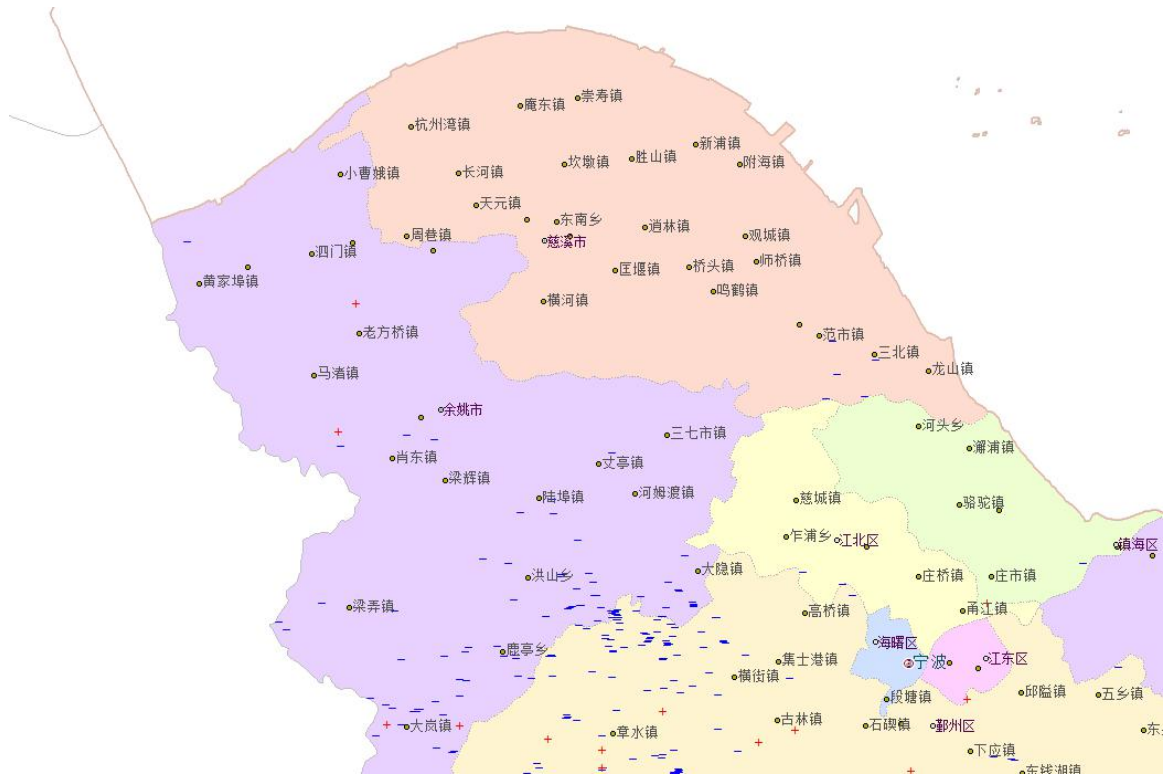 崇寿镇
庵东镇
杭州湾镇
新浦镇
胜山镇
坎墩镇
附海镇
小曹娥镇
长河镇
天元镇
东南乡
逍林镇
周巷镇
慈溪市
观城镇
泗门镇
师桥镇
桥头镇
匡堰镇
黄家埠镇
鸣鹤镇
横河镇
老方桥镇
范市镇
三北镇
龙山镇
马渚镇
余姚市
河头乡
三七市镇
澥浦镇
肖东镇
丈亭镇
梁辉镇
陆埠镇
河姆渡镇
慈城镇
骆驼镇
乍浦乡
江北区
镇海区
洪山乡
大隐镇
庄桥镇
庄市镇
梁弄镇
高桥镇
甬江镇
海曙区
鹿亭乡
集士港镇
宁波
江东区
横街镇
段塘镇
邱隘镇
五乡镇
大岚镇
章水镇
古林镇
石碶镇
鄞州区
东
下应镇
东钱湖镇